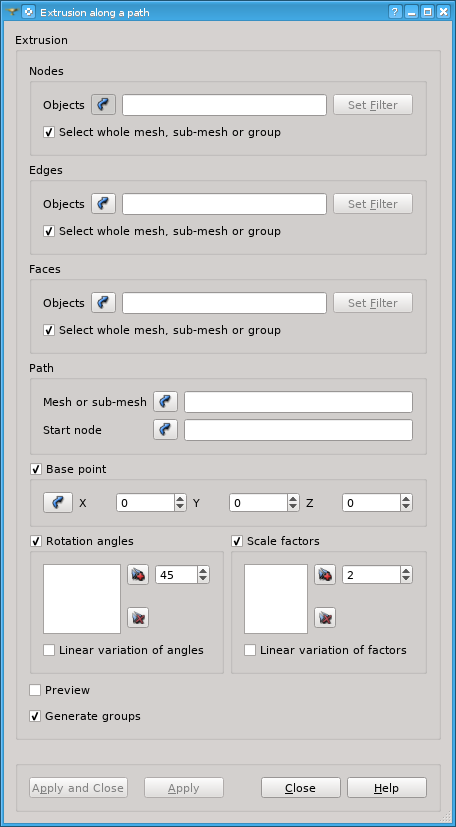 Extrusion along a path
Extrusion
Nodes
Objects Set Filter
Select whole mesh, sub-mesh or group
Edges
Objects Set Filter
Select whole mesh, sub-mesh or group
Faces
Objects Set Filter
Select whole mesh, sub-mesh or group
Path
Mesh or sub-mesh
Start node
Base point
X 0 Y 0 Z 0
Rotation angles Scale factors
45 2
Linear variation of angles Linear variation of factors
Preview
Generate groups
Apply and Close Apply Close Help